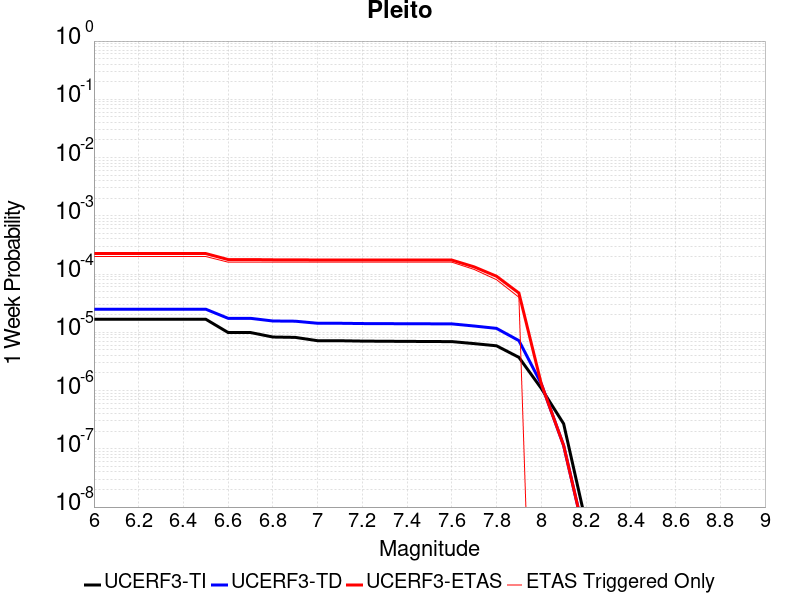 Pleito
10^0
10^-1
10^-2
10^-3
10^-4
10^-5
10^-6
10^-7
10^-8
1 Week Probability
6 6.2 6.4 6.6 6.8 7 7.2 7.4 7.6 7.8 8 8.2 8.4 8.6 8.8 9
Magnitude
UCERF3-TI UCERF3-TD UCERF3-ETAS ETAS Triggered Only